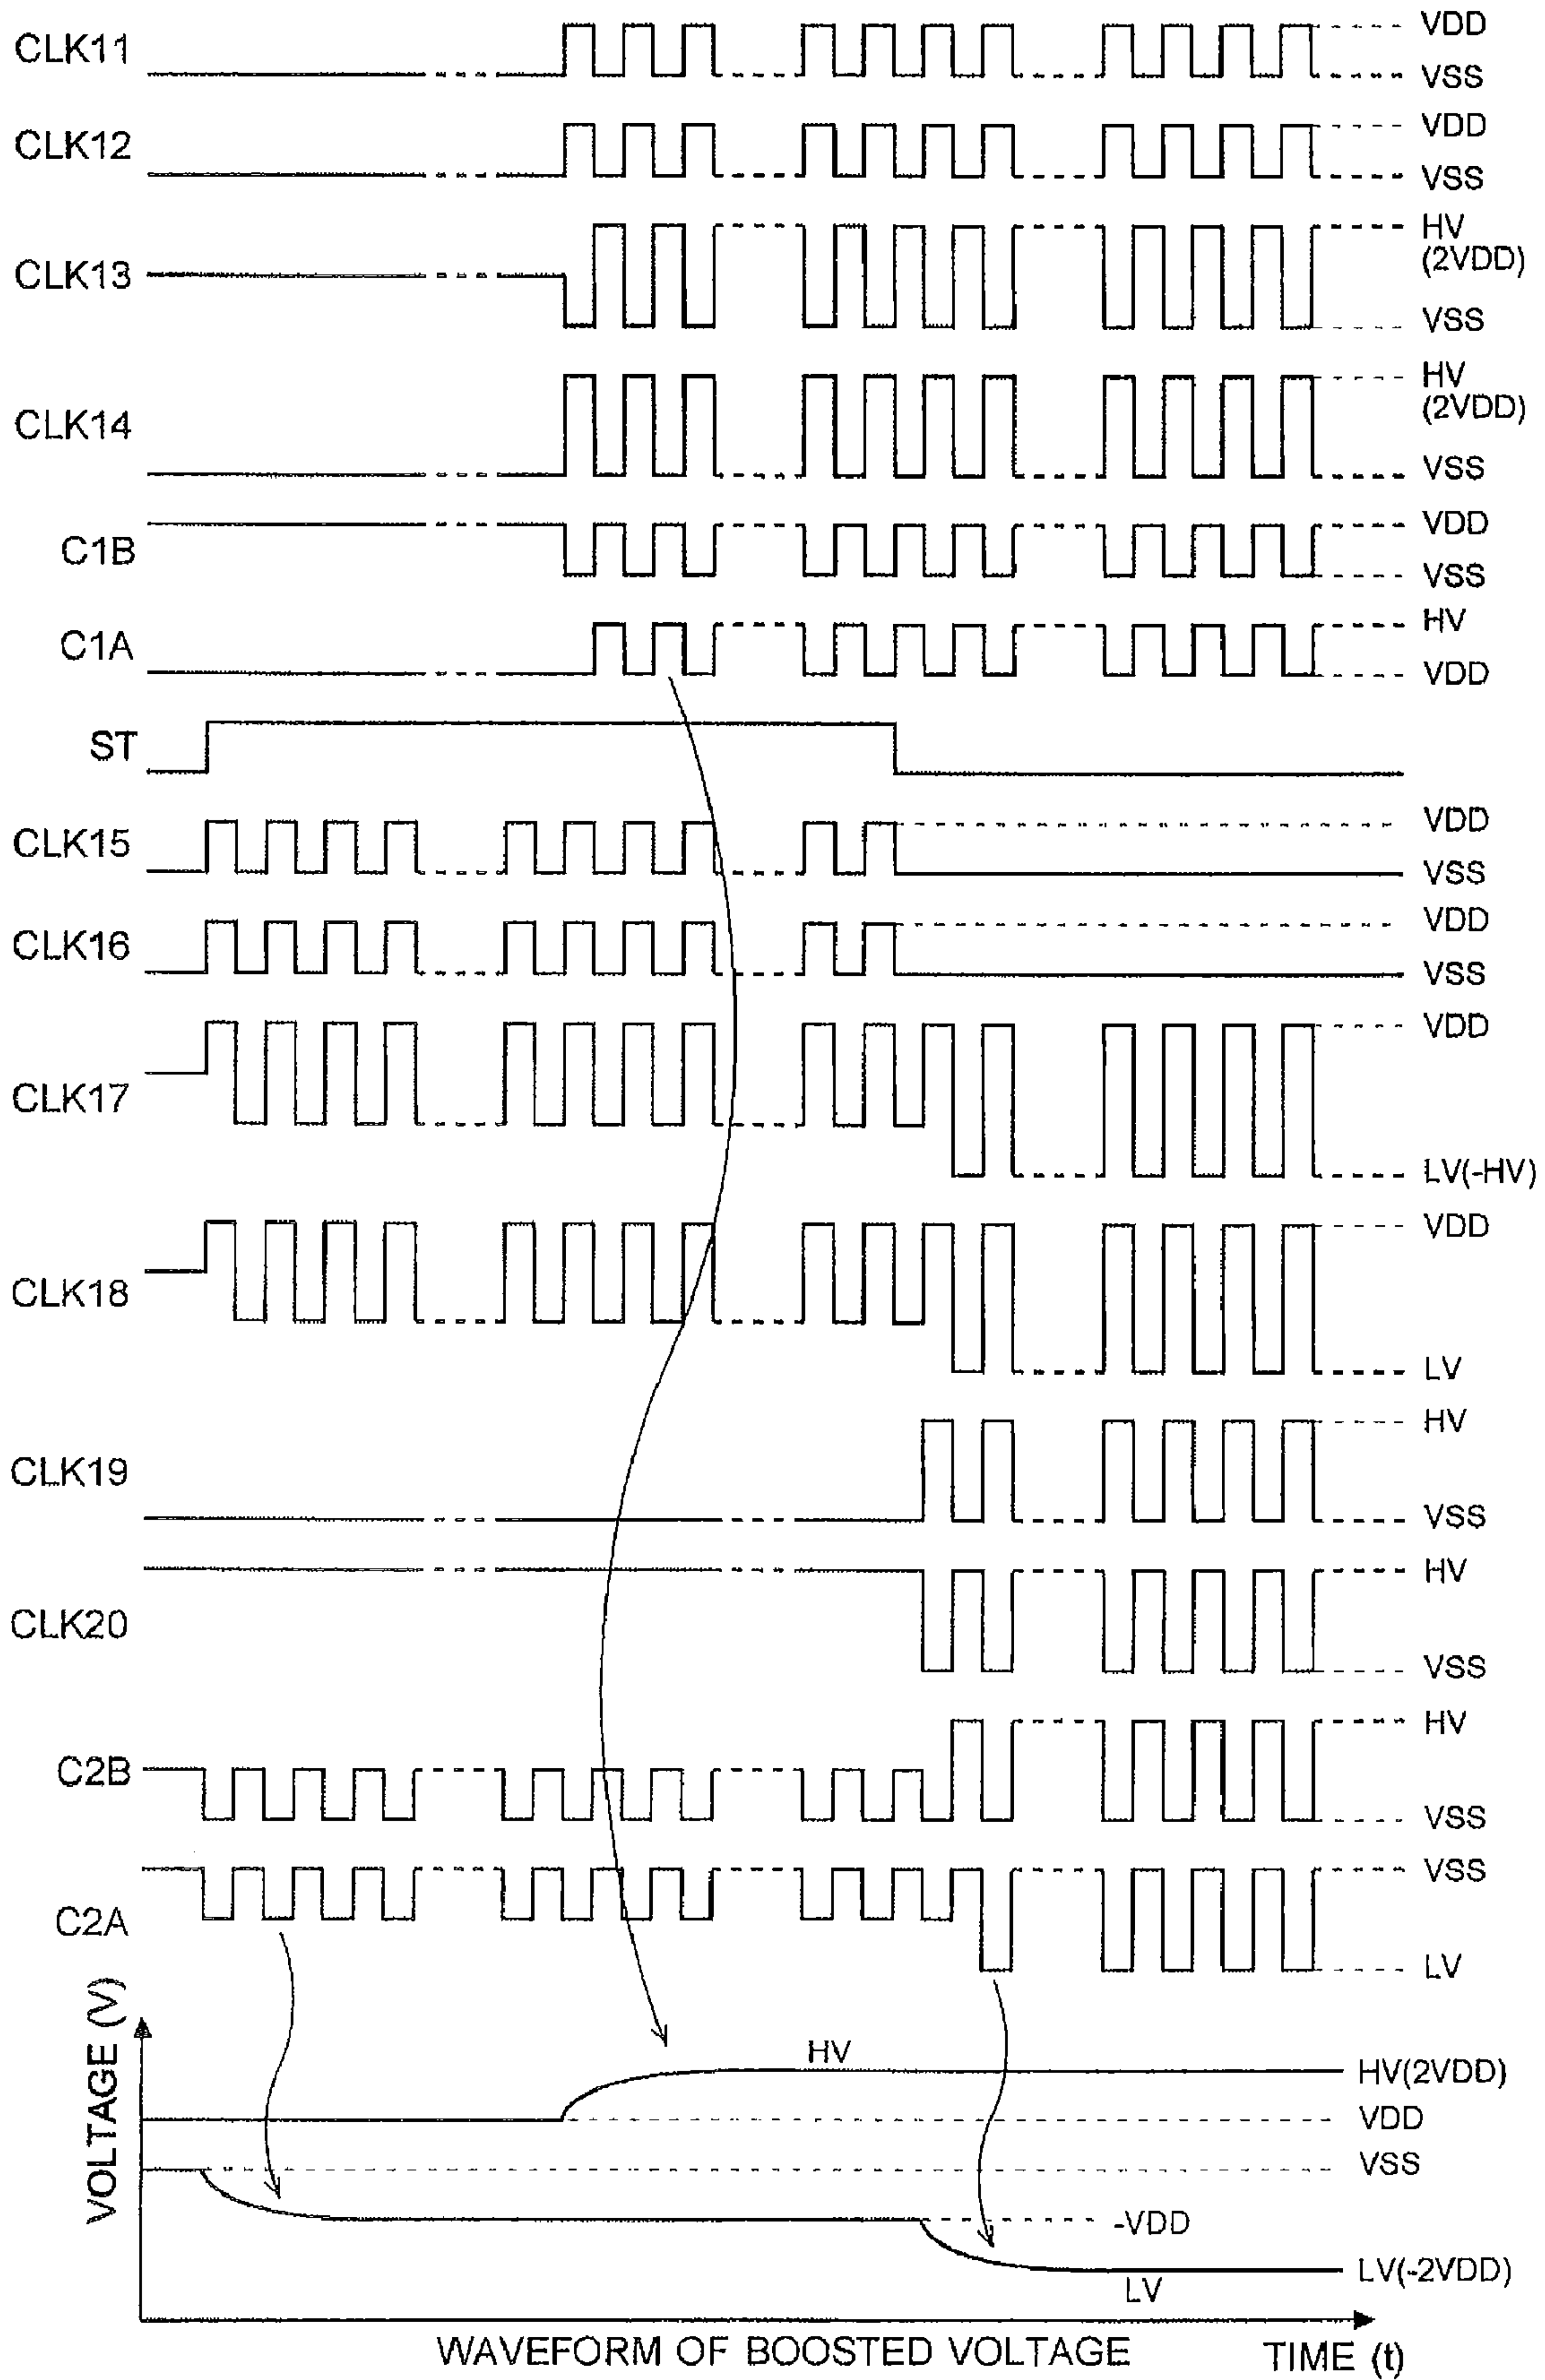 CLK11
VDD
VSS
CLK12
VDD
VSS
CLK13
HV
(2VDD)
VSS
CLK14
HV
(2VDD)
VSS
C1B
VDD
VSS
C1A
HV
VDD
ST
CLK15
VDD
VSS
CLK16
VDD
VSS
CLK17
VDD
LV(-HV)
CLK18
VDD
LV
CLK19
HV
VSS
CLK20
HV
VSS
C2B
HV
VSS
C2A
VSS
LV
VOLTAGE (V)
HV
HV(2VDD)
VDD
VSS
-VDD
LV(-2VDD)
LV
WAVEFORM OF BOOSTED VOLTAGE
TIME (t)